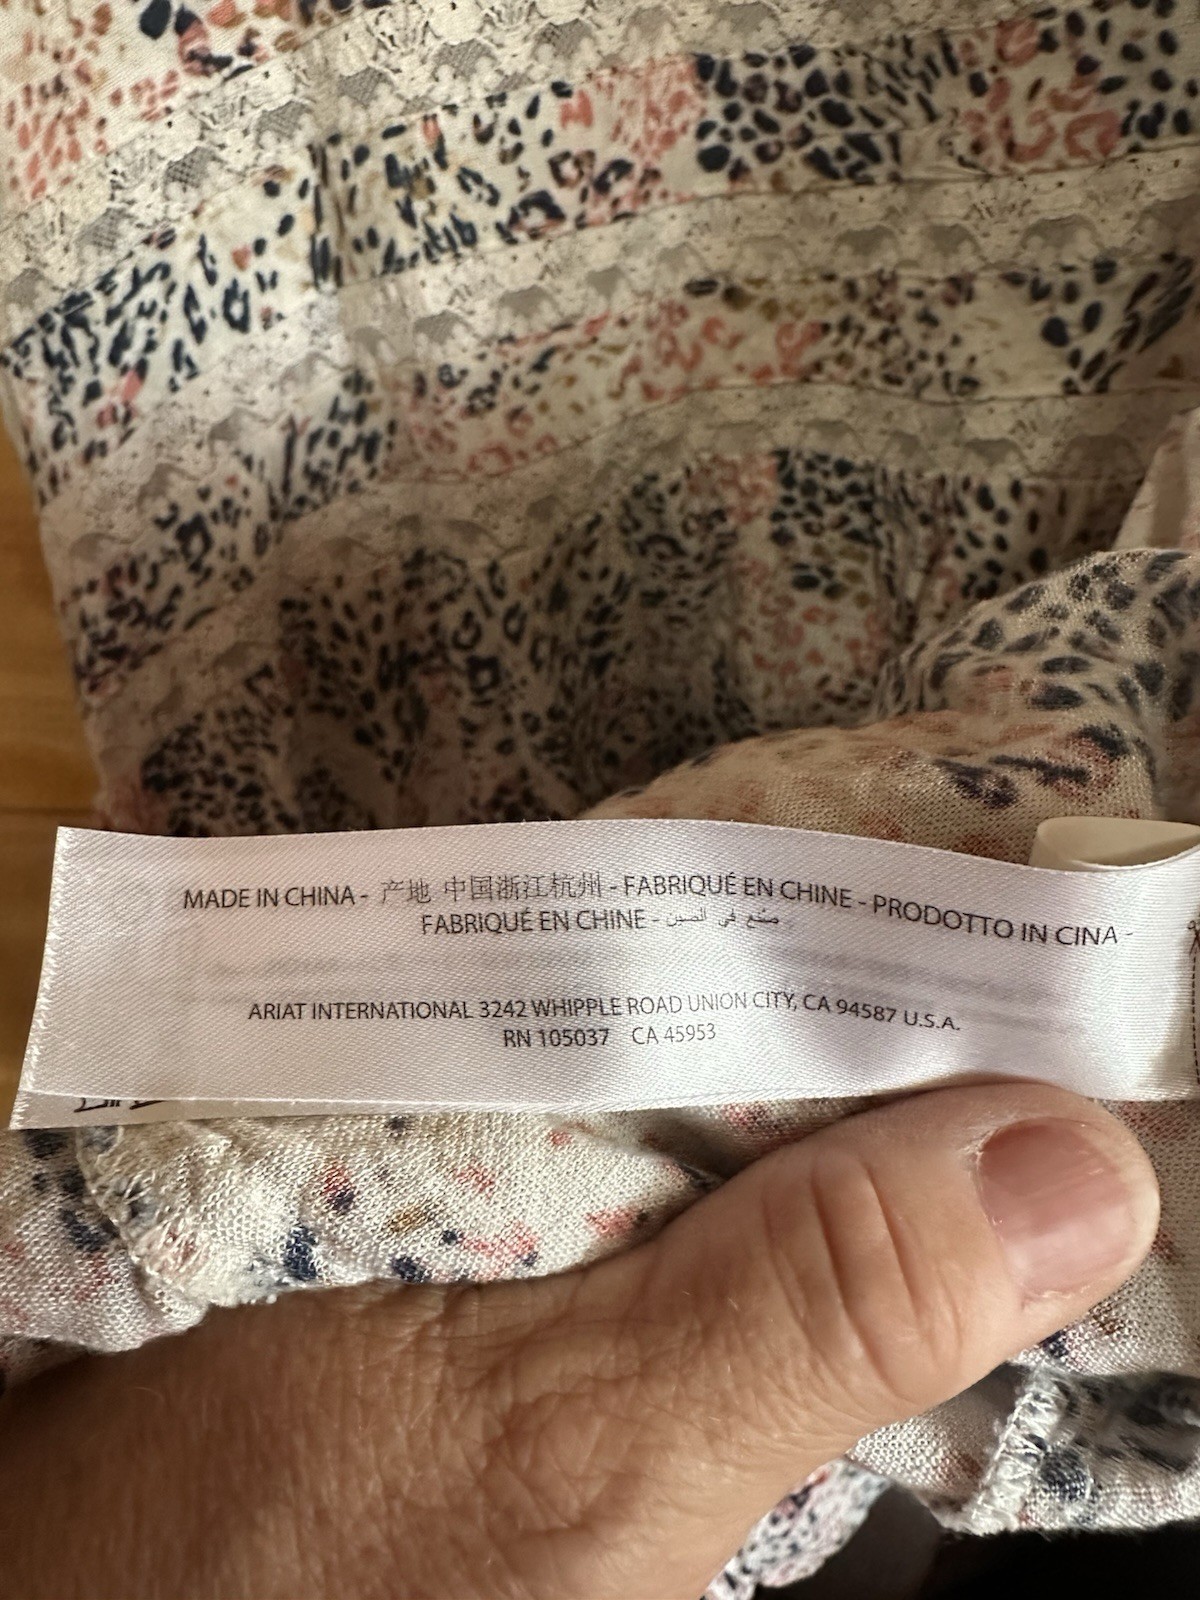 MADE IN CHINA - 产地 中国浙江杭州 - FABRIQUÉ EN CHINE - PRODOTTO IN CINA -
FABRIQUÉ EN CHINE - صنع في الصين
ARIAT INTERNATIONAL 3242 WHIPPLE ROAD UNION CITY, CA 94587 U.S.A.
RN 105037 CA 45953